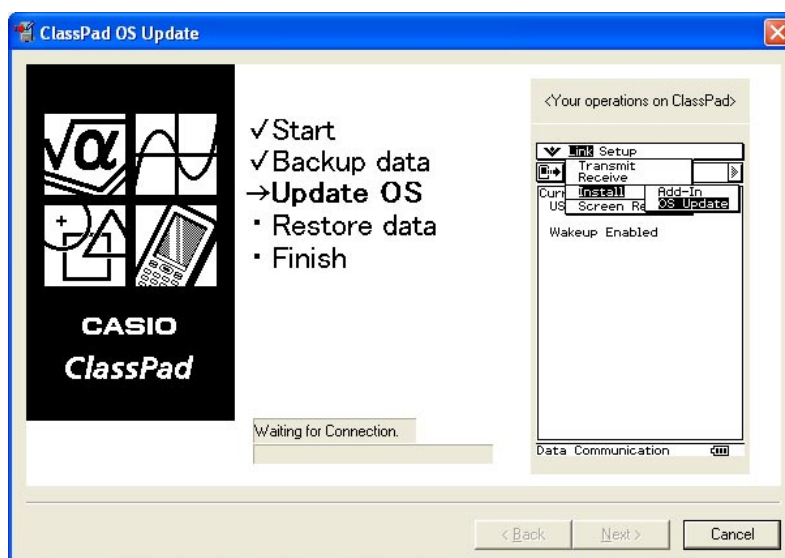 ClassPad OS Update
√α
CASIO
ClassPad
✓Start
✓Backup data
→Update OS
· Restore data
· Finish
Waiting for Connection.
<Your operations on ClassPad>
Link Setup
Transmit
Receive
Curr Install Add-In
US Screen Re OS Update
Wakeup Enabled
Data Communication
< Back
Next >
Cancel